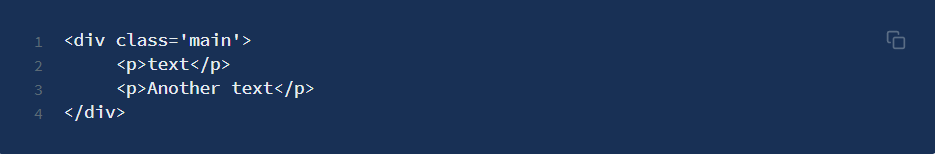 1 <div class='main'>
2 <p>text</p>
3 <p>Another text</p>
4 </div>